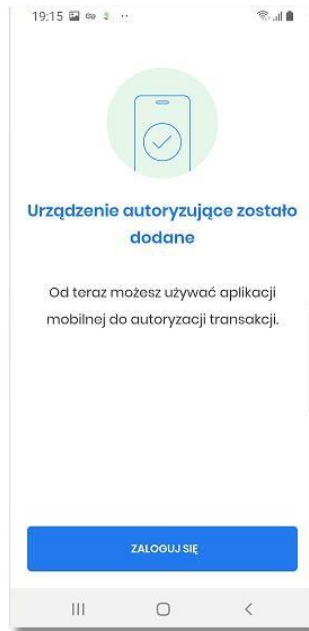 19:15
Urządzenie autoryzujące zostało
dodane
Od teraz możesz używać aplikacji
mobilnej do autoryzacji transakcji.
ZALOGUJ SIĘ